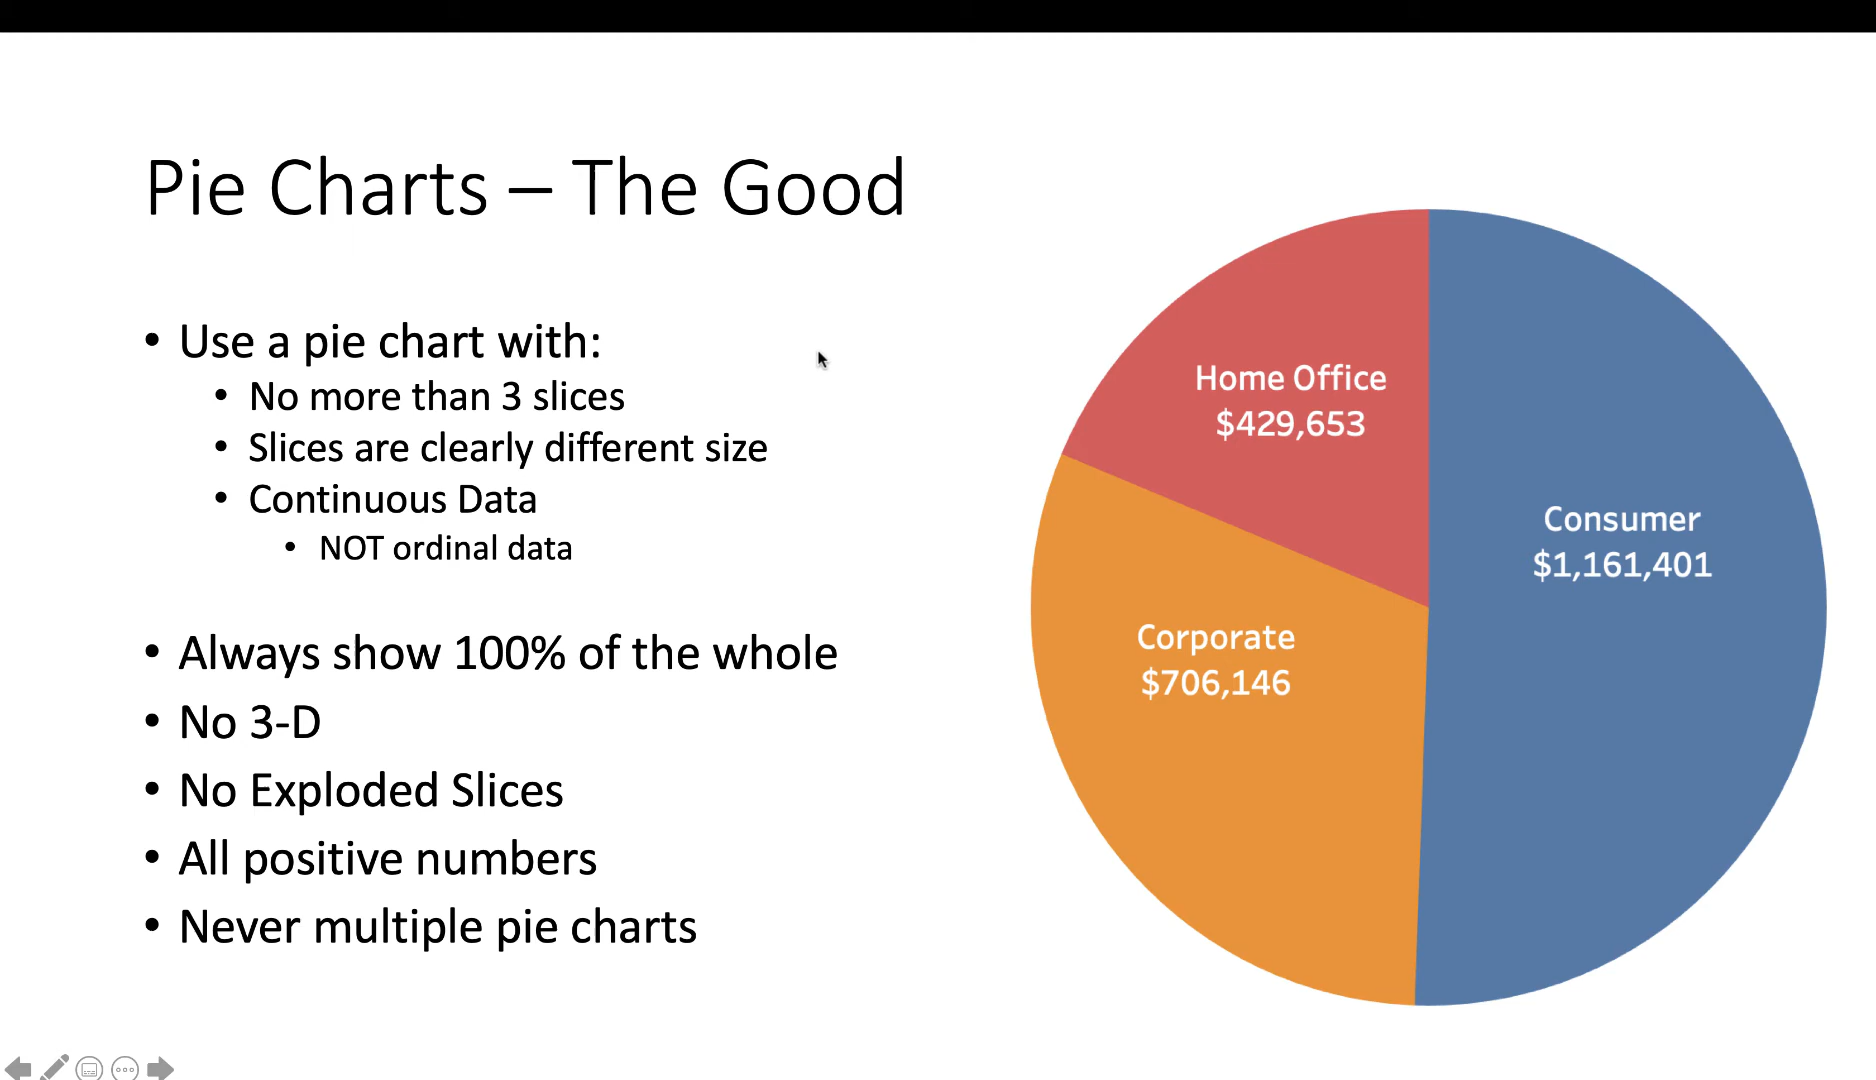 Pie Charts – The Good
• Use a pie chart with:
• No more than 3 slices
• Slices are clearly different size
• Continuous Data
• NOT ordinal data
• Always show 100% of the whole
• No 3-D
• No Exploded Slices
• All positive numbers
• Never multiple pie charts
Home Office
$429,653
Consumer
$1,161,401
Corporate
$706,146